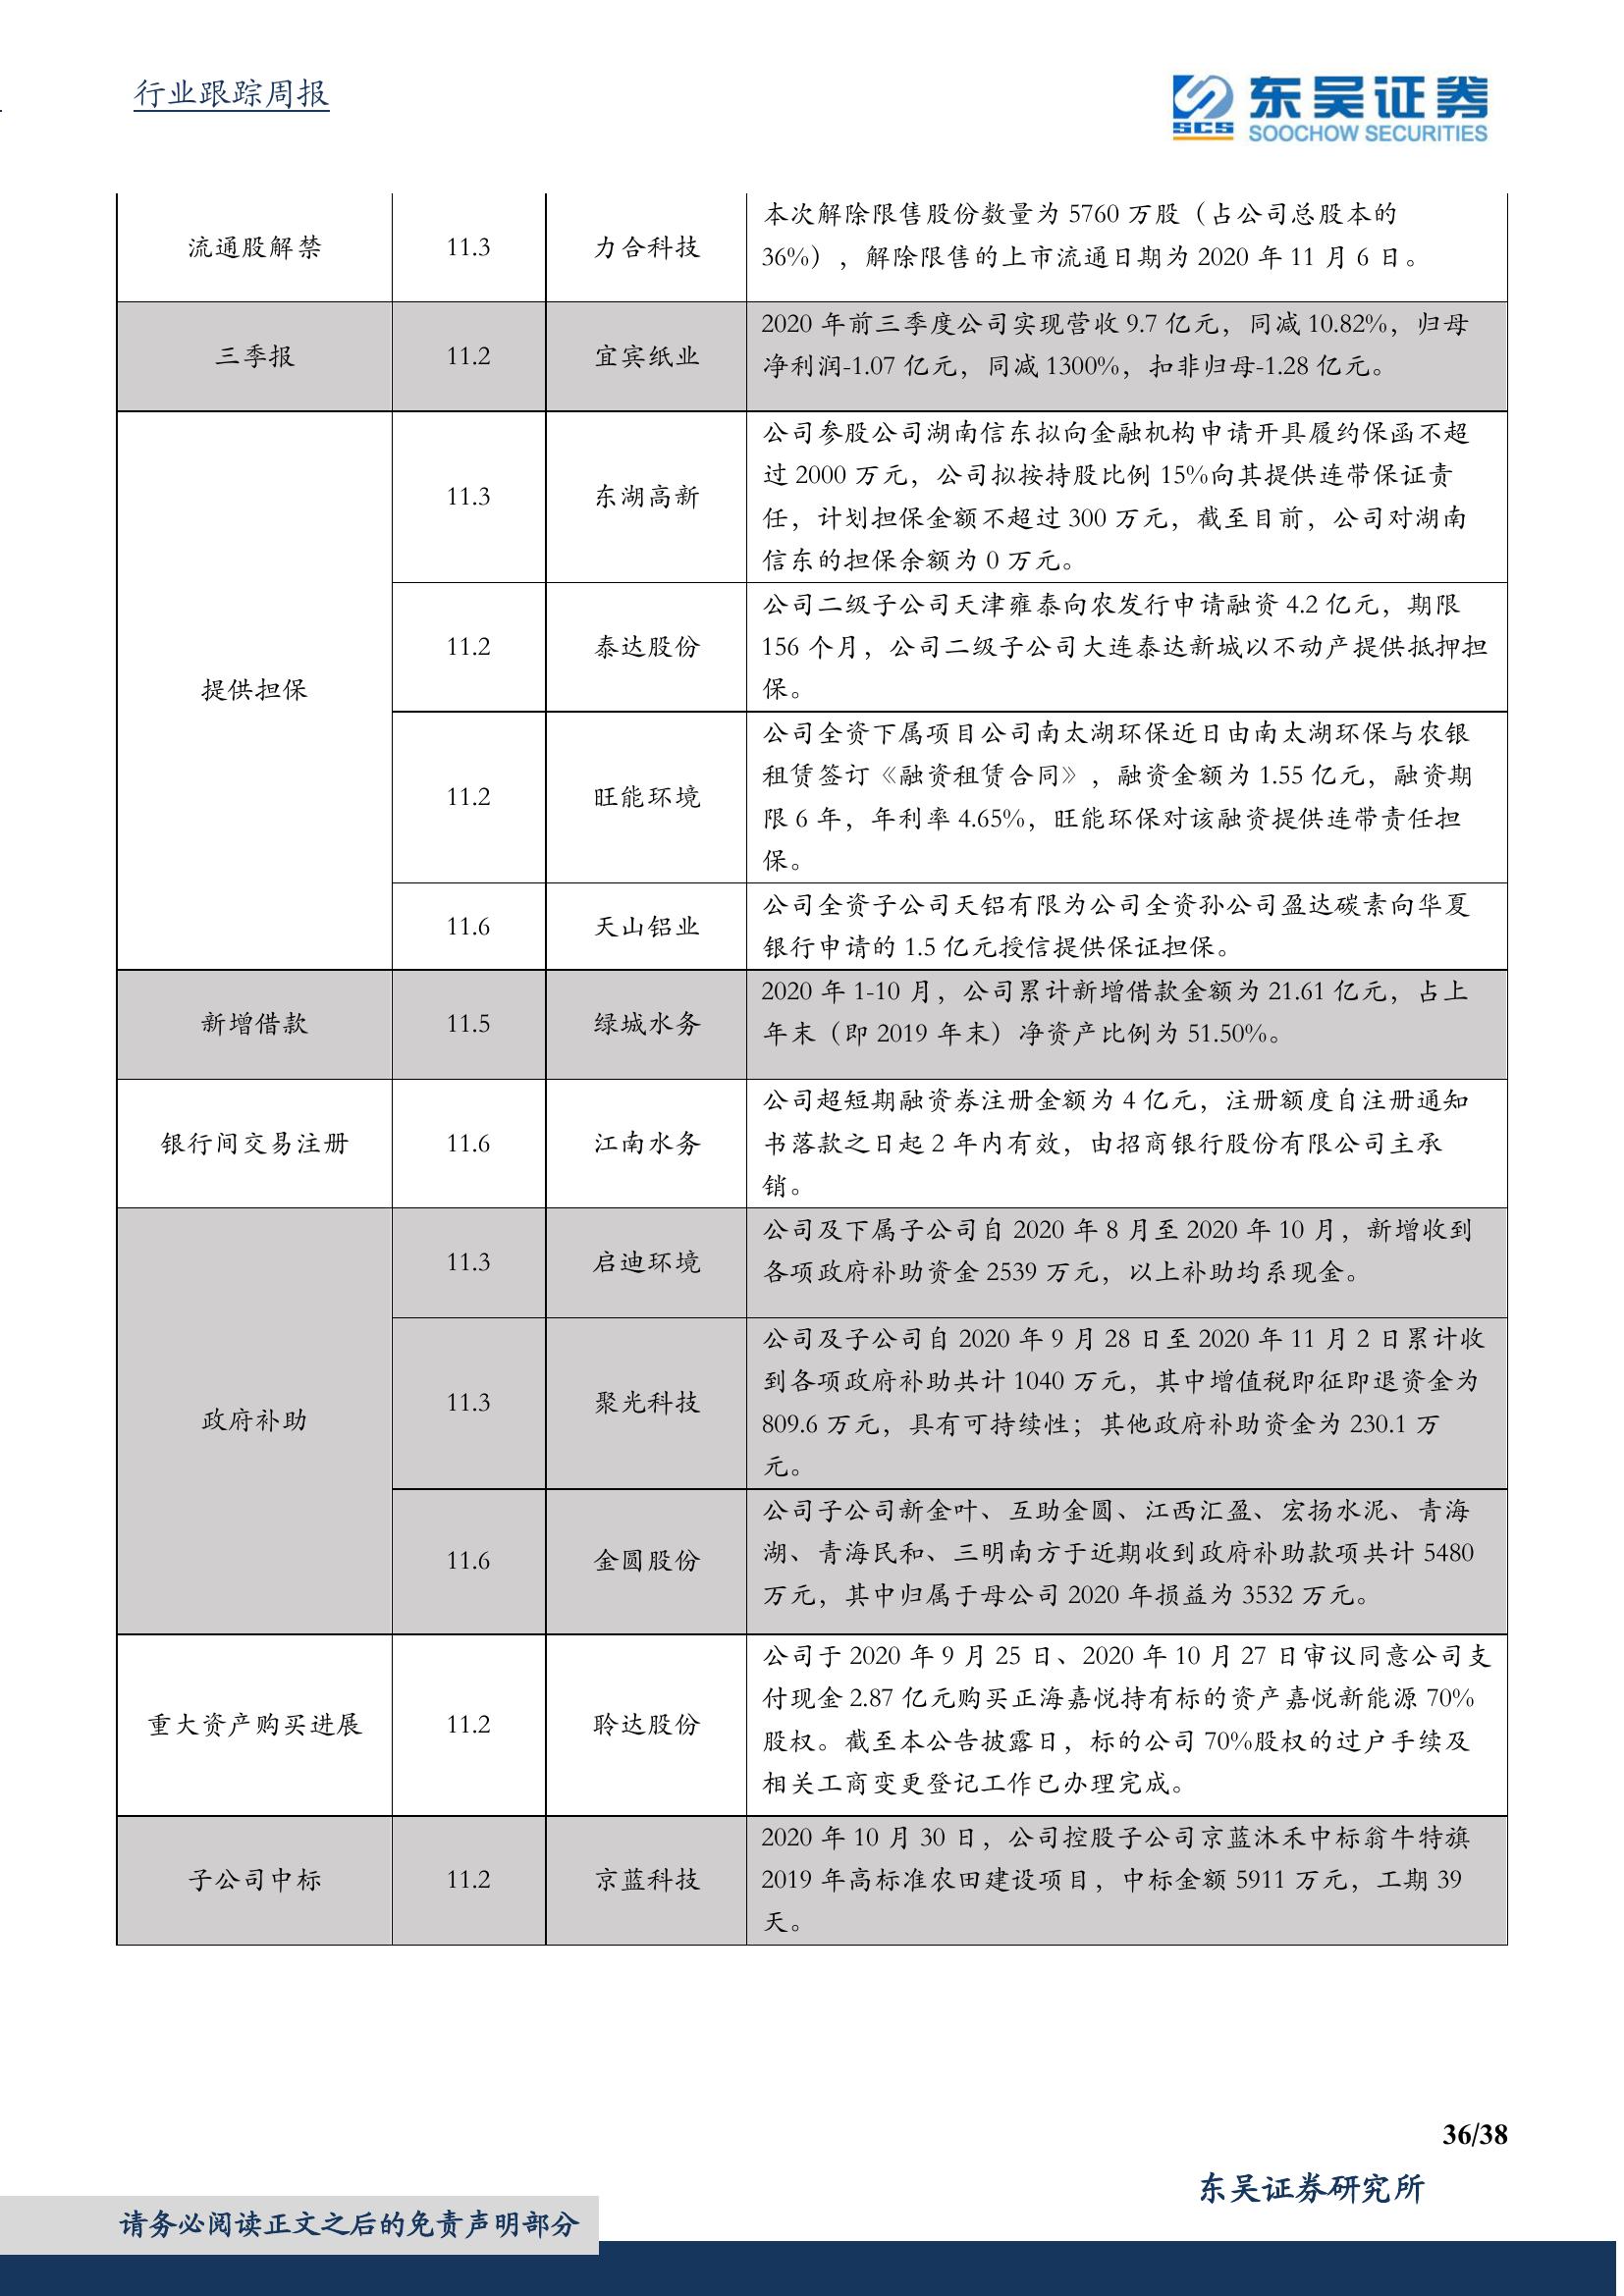 行业跟踪周报
SCS
东吴证券
SOOCHOW SECURITIES
流通股解禁
11.3
力合科技
本次解除限售股份数量为 5760 万股（占公司总股本的
36%），解除限售的上市流通日期为 2020 年 11 月 6 日。
三季报
11.2
宜宾纸业
2020 年前三季度公司实现营收 9.7 亿元，同减 10.82%，归母
净利润-1.07 亿元，同减 1300%，扣非归母-1.28 亿元。
提供担保
11.3
东湖高新
公司参股公司湖南信东拟向金融机构申请开具履约保函不超
过 2000 万元，公司拟按持股比例 15%向其提供连带保证责
任，计划担保金额不超过 300 万元，截至目前，公司对湖南
信东的担保余额为 0 万元。
11.2
泰达股份
公司二级子公司天津雍泰向农发行申请融资 4.2 亿元，期限
156 个月，公司二级子公司大连泰达新城以不动产提供抵押担
保。
11.2
旺能环境
公司全资下属项目公司南太湖环保近日由南太湖环保与农银
租赁签订《融资租赁合同》，融资金额为 1.55 亿元，融资期
限 6 年，年利率 4.65%，旺能环保对该融资提供连带责任担
保。
11.6
天山铝业
公司全资子公司天铝有限为公司全资孙公司盈达碳素向华夏
银行申请的 1.5 亿元授信提供保证担保。
新增借款
11.5
绿城水务
2020 年 1-10 月，公司累计新增借款金额为 21.61 亿元，占上
年末（即 2019 年末）净资产比例为 51.50%。
银行间交易注册
11.6
江南水务
公司超短期融资券注册金额为 4 亿元，注册额度自注册通知
书落款之日起 2 年内有效，由招商银行股份有限公司主承
销。
政府补助
11.3
启迪环境
公司及下属子公司自 2020 年 8 月至 2020 年 10 月，新增收到
各项政府补助资金 2539 万元，以上补助均系现金。
11.3
聚光科技
公司及子公司自 2020 年 9 月 28 日至 2020 年 11 月 2 日累计收
到各项政府补助共计 1040 万元，其中增值税即征即退资金为
809.6 万元，具有可持续性；其他政府补助资金为 230.1 万
元。
11.6
金圆股份
公司子公司新金叶、互助金圆、江西汇盈、宏扬水泥、青海
湖、青海民和、三明南方于近期收到政府补助款项共计 5480
万元，其中归属于母公司 2020 年损益为 3532 万元。
重大资产购买进展
11.2
聆达股份
公司于 2020 年 9 月 25 日、2020 年 10 月 27 日审议同意公司支
付现金 2.87 亿元购买正海嘉悦持有标的资产嘉悦新能源 70%
股权。截至本公告披露日，标的公司 70%股权的过户手续及
相关工商变更登记工作已办理完成。
子公司中标
11.2
京蓝科技
2020 年 10 月 30 日，公司控股子公司京蓝沐禾中标翁牛特旗
2019 年高标准农田建设项目，中标金额 5911 万元，工期 39
天。
36/38
东吴证券研究所
请务必阅读正文之后的免责声明部分